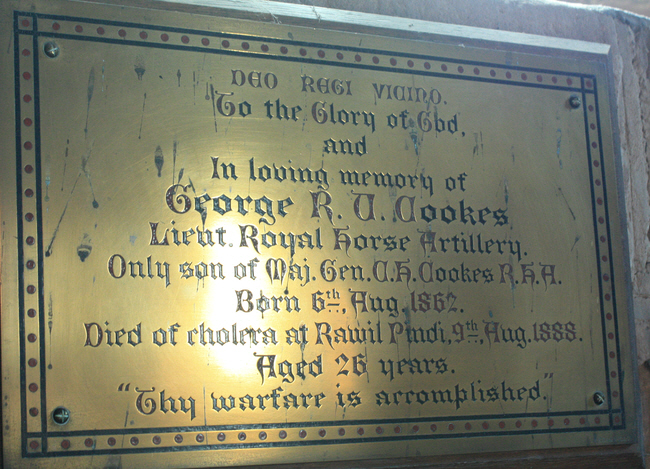 DEO REGI VICINO.
To the Glory of God,
and
In loving memory of
George R. D. Cookes
Lieut. Royal Horse Artillery.
Only son of Maj. Gen. C.H. Cookes R.H.A.
Born 6th, Aug, 1862.
Died of cholera at Rawil Pindi, 9th, Aug. 1888.
Aged 26 years.
"Thy warfare is accomplished."